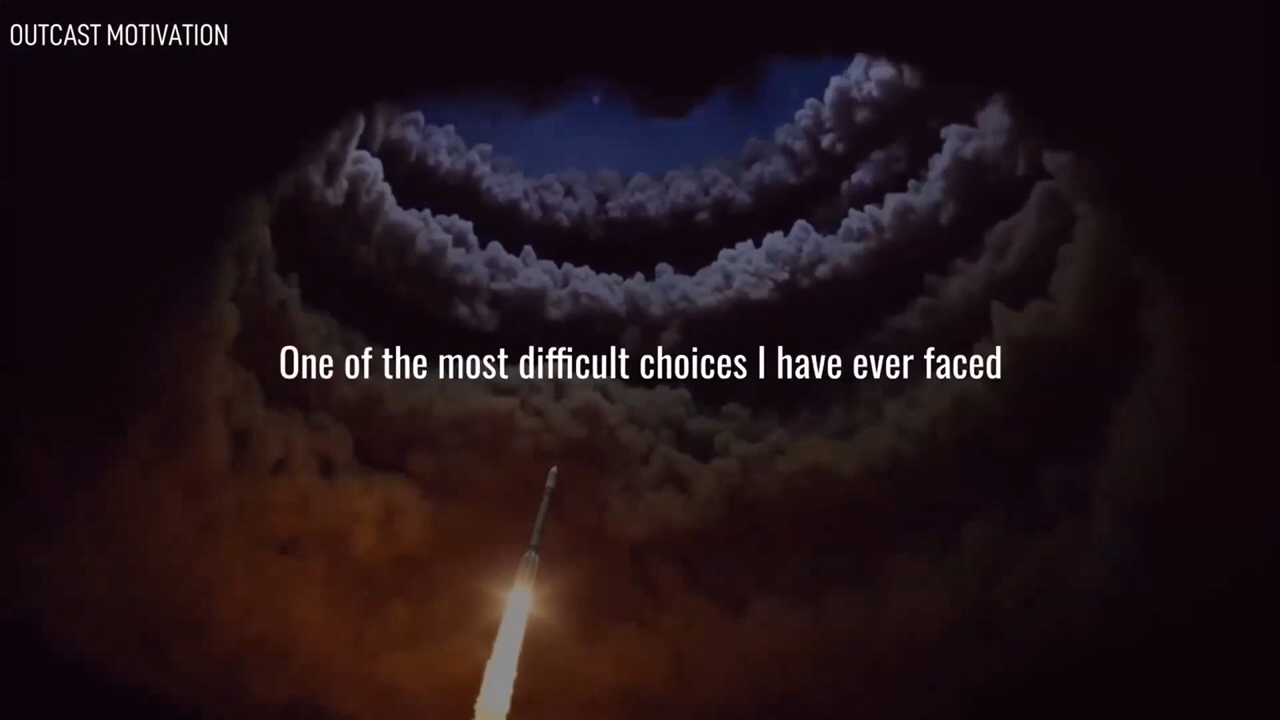 OUTCAST MOTIVATION
One of the most difficult choices I have ever faced